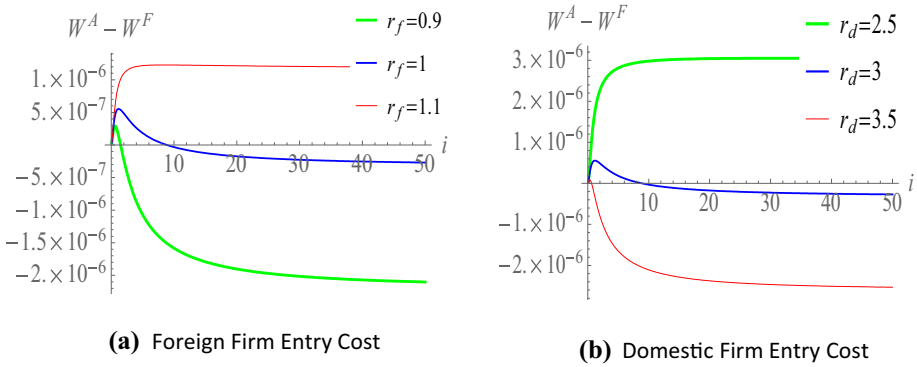 W^A − W^F
r_f=0.9
r_f=1
r_f=1.1
1.×10^−6
5.×10^−7
−5.×10^−7
−1.×10^−6
−1.5×10^−6
−2.×10^−6
10 20 30 40 50
i
(a) Foreign Firm Entry Cost
W^A − W^F
r_d=2.5
r_d=3
r_d=3.5
3.×10^−6
2.×10^−6
1.×10^−6
−1.×10^−6
−2.×10^−6
10 20 30 40 50
i
(b) Domestic Firm Entry Cost